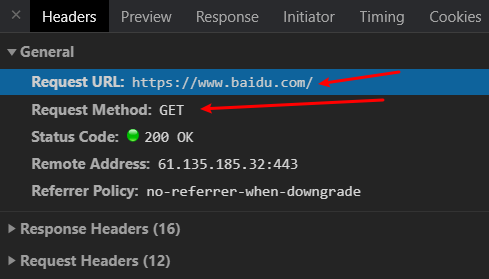 Headers Preview Response Initiator Timing Cookies
General
Request URL: https://www.baidu.com/
Request Method: GET
Status Code: 200 OK
Remote Address: 61.135.185.32:443
Referrer Policy: no-referrer-when-downgrade
Response Headers (16)
Request Headers (12)